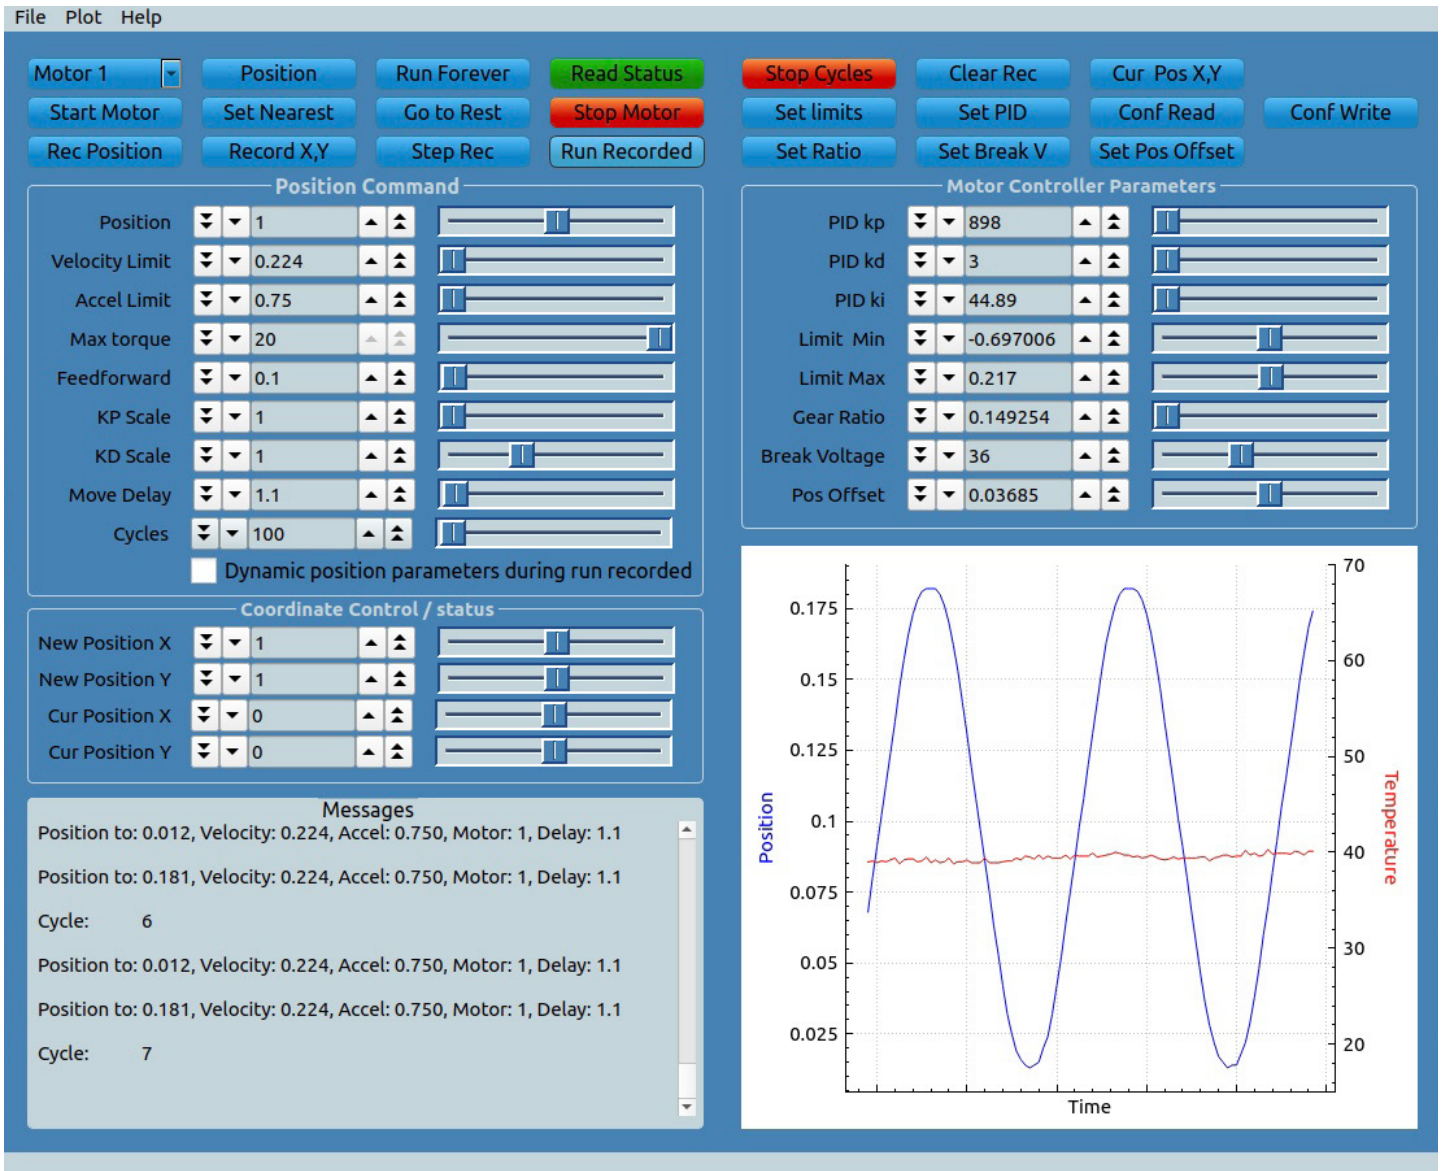 File Plot Help
Motor 1 Position Run Forever Read Status Stop Cycles Clear Rec Cur Pos X,Y
Start Motor Set Nearest Go to Rest Stop Motor Set limits Set PID Conf Read Conf Write
Rec Position Record X,Y Step Rec Run Recorded Set Ratio Set Break V Set Pos Offset
Position Command
Position 1
Velocity Limit 0.224
Accel Limit 0.75
Max torque 20
Feedforward 0.1
KP Scale 1
KD Scale 1
Move Delay 1.1
Cycles 100
Dynamic position parameters during run recorded
Coordinate Control / status
New Position X 1
New Position Y 1
Cur Position X 0
Cur Position Y 0
Messages
Position to: 0.012, Velocity: 0.224, Accel: 0.750, Motor: 1, Delay: 1.1
Position to: 0.181, Velocity: 0.224, Accel: 0.750, Motor: 1, Delay: 1.1
Cycle: 6
Position to: 0.012, Velocity: 0.224, Accel: 0.750, Motor: 1, Delay: 1.1
Position to: 0.181, Velocity: 0.224, Accel: 0.750, Motor: 1, Delay: 1.1
Cycle: 7
Motor Controller Parameters
PID kp 898
PID kd 3
PID ki 44.89
Limit Min -0.697006
Limit Max 0.217
Gear Ratio 0.149254
Break Voltage 36
Pos Offset 0.03685
Position
0.175
0.15
0.125
0.1
0.075
0.05
0.025
70
60
50
40
30
20
Temperature
Time